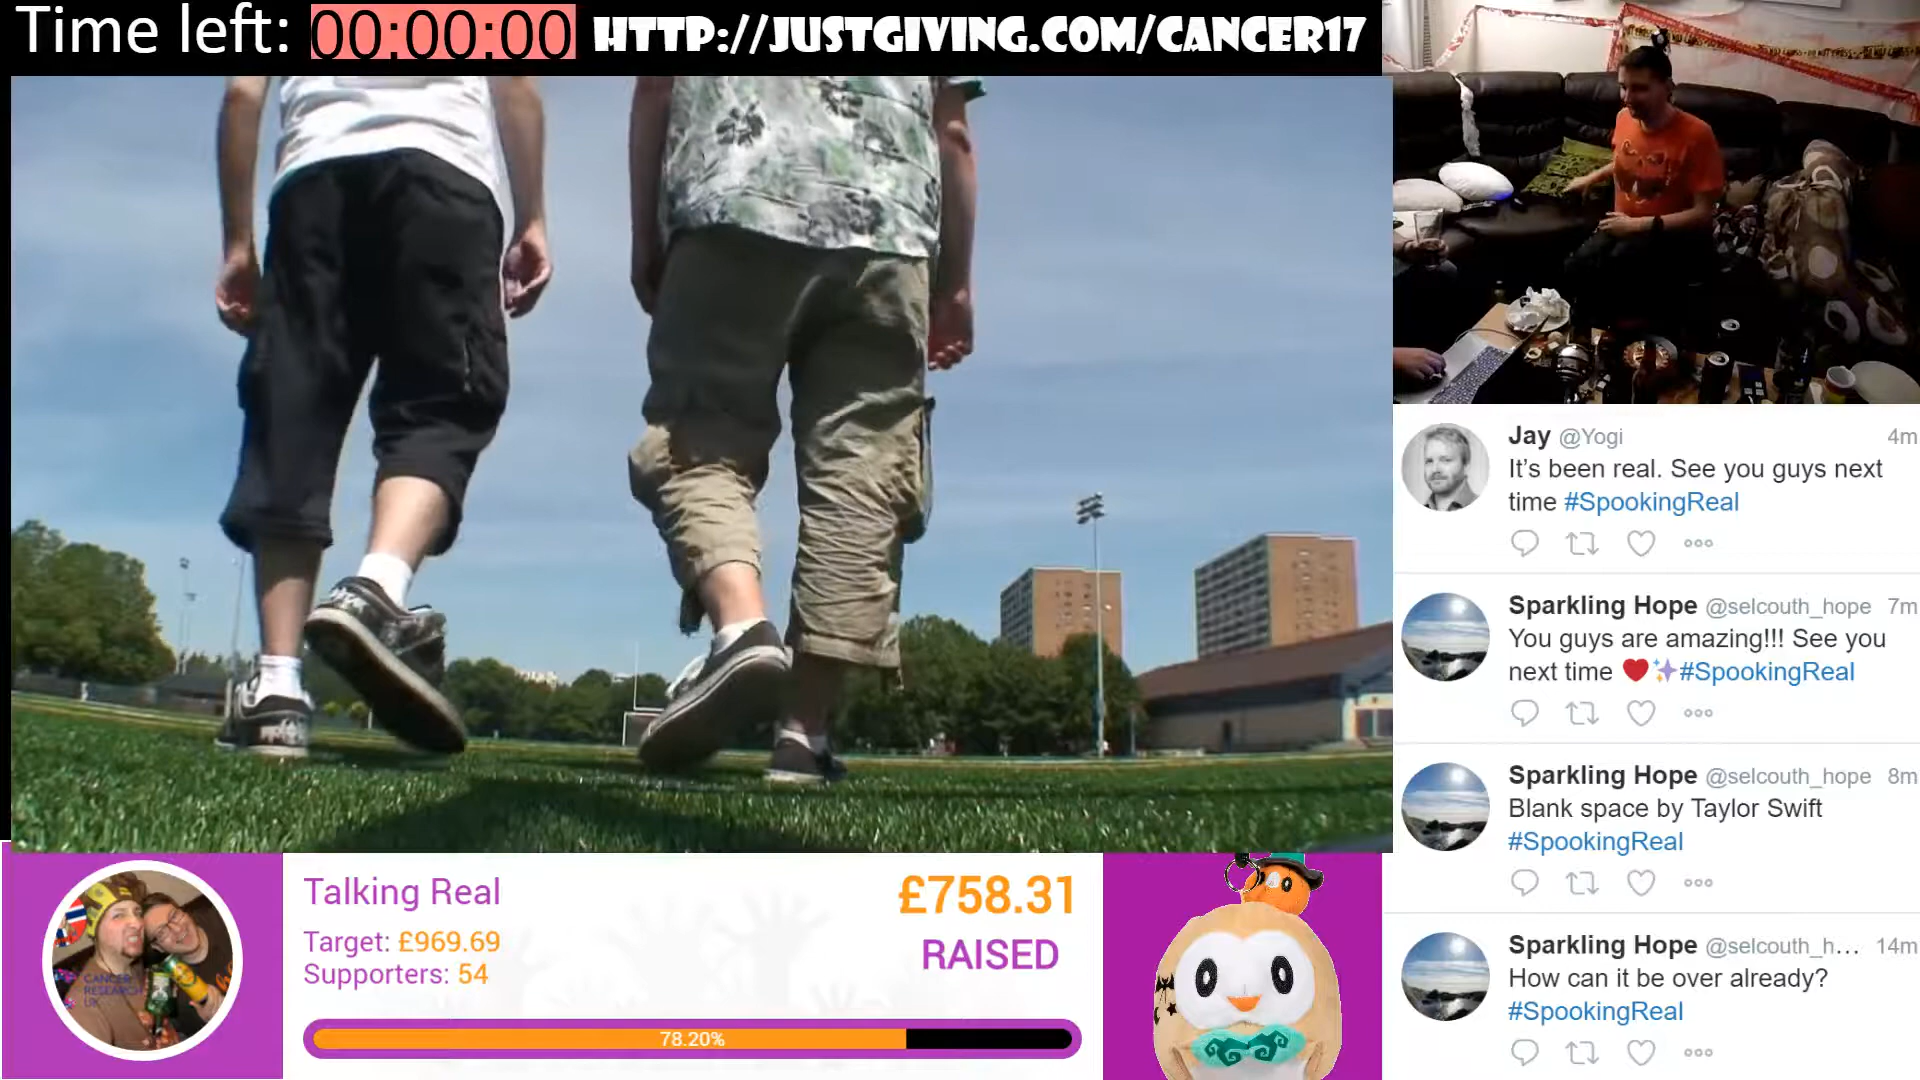 Time left: 00:00:00 HTTP://JUSTGIVING.COM/CANCER17
Jay @Yogi 4m
It’s been real. See you guys next
time #SpookingReal
Sparkling Hope @selcouth_hope 7m
You guys are amazing!!! See you
next time ❤✨#SpookingReal
Sparkling Hope @selcouth_hope 8m
Blank space by Taylor Swift
#SpookingReal
Sparkling Hope @selcouth_h... 14m
How can it be over already?
#SpookingReal
Talking Real
Target: £969.69
Supporters: 54
£758.31
RAISED
78.20%
CANCER
RESEARCH
UK